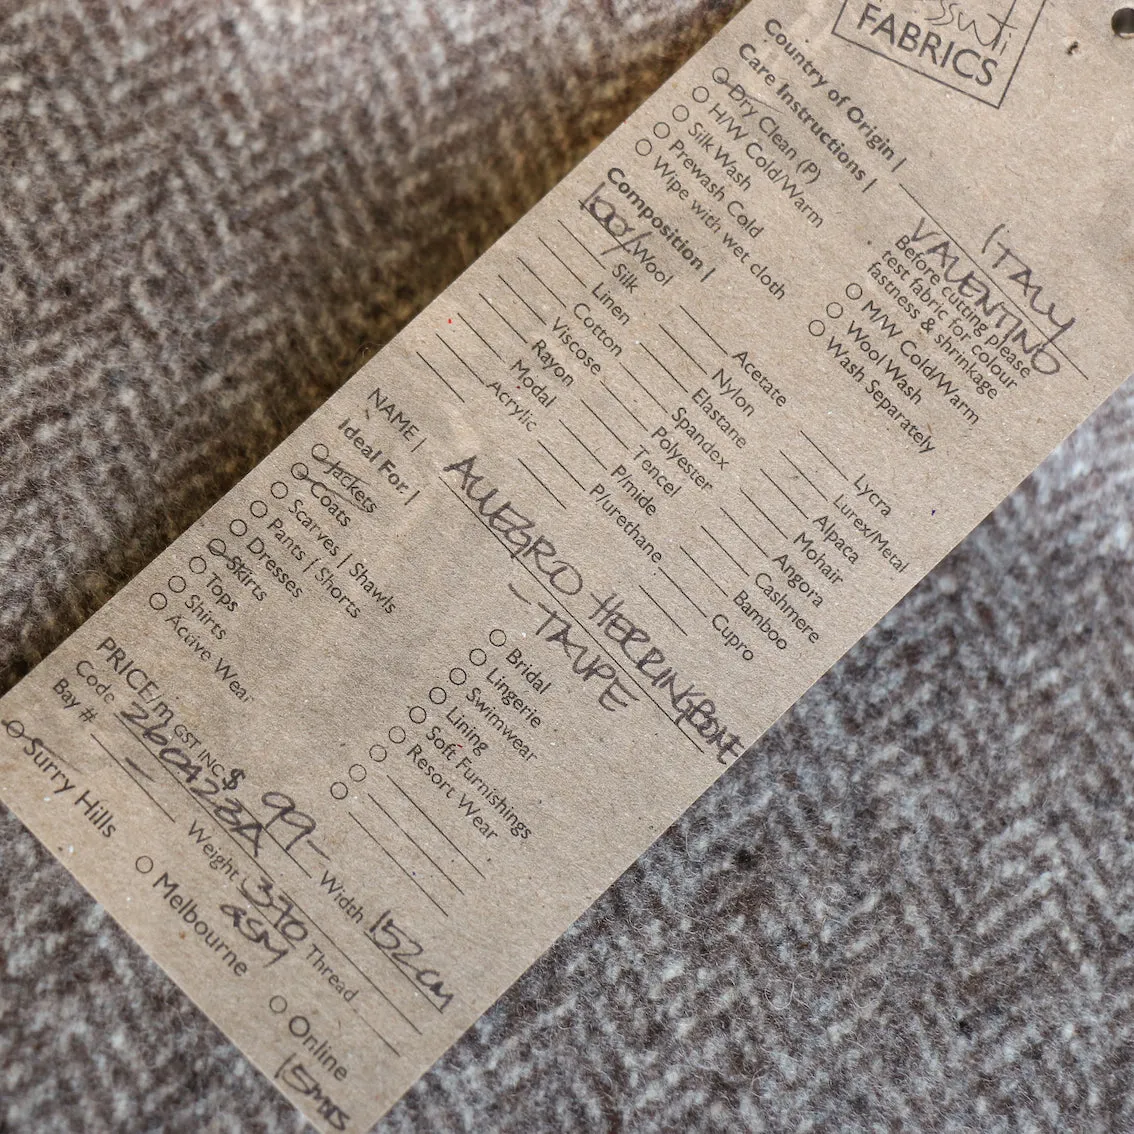 FABRICS
Country of Origin | ITALY
VALENTINO
Care Instructions |
Dry Clean (P)
H/W Cold/Warm
Silk Wash
Prewash Cold
Wipe with wet cloth
Before cutting please
test fabric for colour
fastness & shrinkage
M/W Cold/Warm
Wool Wash
Wash Separately
Composition |
100/Wool
Silk
Linen
Cotton
Viscose
Rayon
Modal
Acrylic
Acetate
Nylon
Elastane
Spandex
Polyester
Tencel
P/mide
P/urethane
Lycra
Lurex/Metal
Alpaca
Mohair
Angora
Cashmere
Bamboo
Cupro
NAME | ALLEGRO HERRINGBONE
- TAUPE
Ideal For |
Jackets
Coats
Scarves | Shawls
Pants | Shorts
Dresses
Skirts
Tops
Shirts
Active Wear
Bridal
Lingerie
Swimwear
Lining
Soft Furnishings
Resort Wear
PRICE/m GST INC $ 99- Width 152cm
Code 260423A Weight 370 GSM Thread
Bay # -
Surry Hills Melbourne Online
15mts